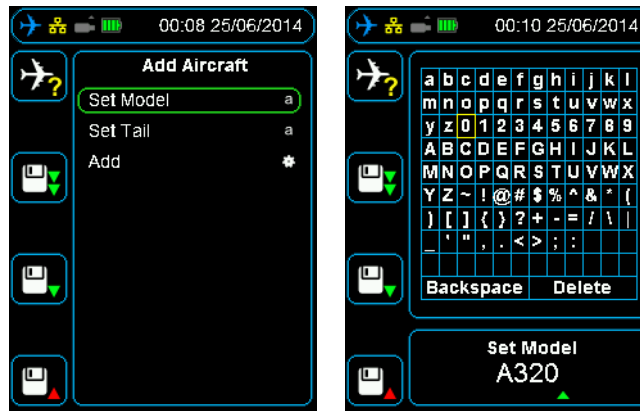 00:08 25/06/2014
Add Aircraft
Set Model a
Set Tail a
Add
?
00:10 25/06/2014
?
a b c d e f g h i j k l
m n o p q r s t u v w x
y z 0 1 2 3 4 5 6 7 8 9
A B C D E F G H I J K L
M N O P Q R S T U V W X
Y Z ~ ! @ # $ % ^ & * (
) [ ] { } ? + - = / \ |
_ ' " , . < > ; :
Backspace Delete
Set Model
A320